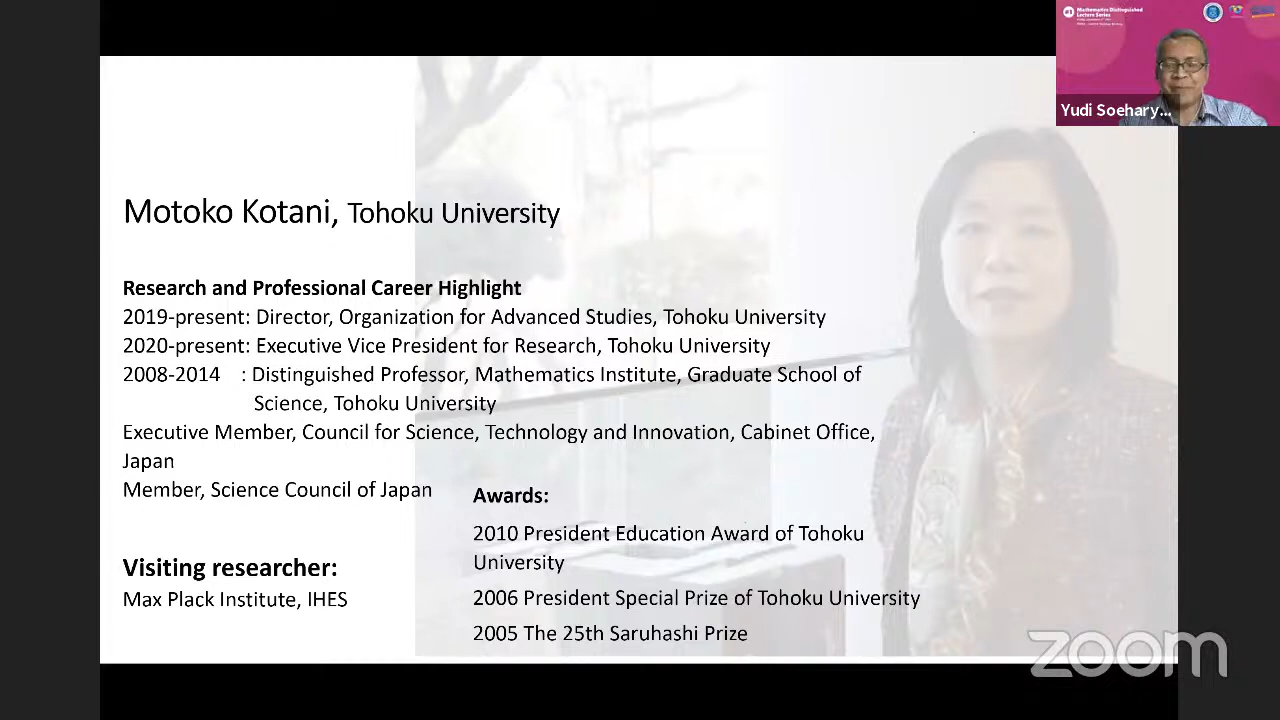 Mathematics Distinguished
Lecture Series
Yudi Soehary...
Motoko Kotani, Tohoku University
Research and Professional Career Highlight
2019-present: Director, Organization for Advanced Studies, Tohoku University
2020-present: Executive Vice President for Research, Tohoku University
2008-2014 : Distinguished Professor, Mathematics Institute, Graduate School of
Science, Tohoku University
Executive Member, Council for Science, Technology and Innovation, Cabinet Office,
Japan
Member, Science Council of Japan
Visiting researcher:
Max Plack Institute, IHES
Awards:
2010 President Education Award of Tohoku
University
2006 President Special Prize of Tohoku University
2005 The 25th Saruhashi Prize
zoom